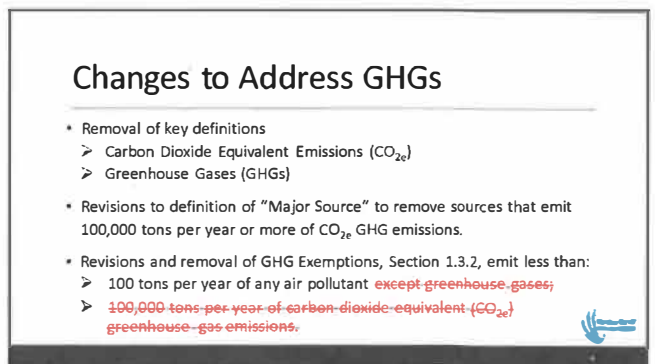 Changes to Address GHGs
• Removal of key definitions
➢ Carbon Dioxide Equivalent Emissions (CO2e)
➢ Greenhouse Gases (GHGs)
• Revisions to definition of "Major Source" to remove sources that emit
100,000 tons per year or more of CO2e GHG emissions.
• Revisions and removal of GHG Exemptions, Section 1.3.2, emit less than:
➢ 100 tons per year of any air pollutant except greenhouse gases;
➢ 100,000 tons per year of carbon dioxide equivalent (CO2e)
greenhouse gas emissions.